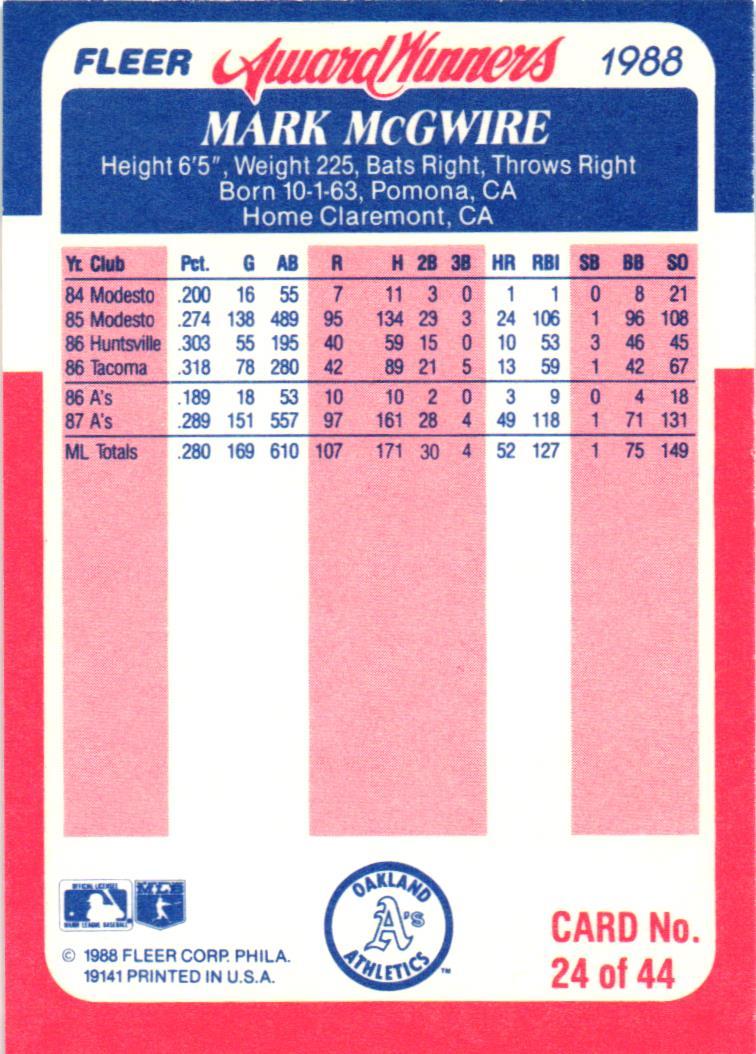 FLEER Award Winners 1988
MARK McGWIRE
Height 6'5", Weight 225, Bats Right, Throws Right
Born 10-1-63, Pomona, CA
Home Claremont, CA
Yr. Club Pct. G AB R H 2B 3B HR RBI SB BB SO
84 Modesto .200 16 55 7 11 3 0 1 1 0 8 21
85 Modesto .274 138 489 95 134 23 3 24 106 1 96 108
86 Huntsville .303 55 195 40 59 15 0 10 53 3 46 45
86 Tacoma .318 78 280 42 89 21 5 13 59 1 42 67
86 A's .189 18 53 10 10 2 0 3 9 0 4 18
87 A's .289 151 557 97 161 28 4 49 118 1 71 131
ML Totals .280 169 610 107 171 30 4 52 127 1 75 149
OFFICIAL LICENSEE
MAJOR LEAGUE BASEBALL
OAKLAND
A's
ATHLETICS
TM
CARD No.
24 of 44
© 1988 FLEER CORP. PHILA.
19141 PRINTED IN U.S.A.